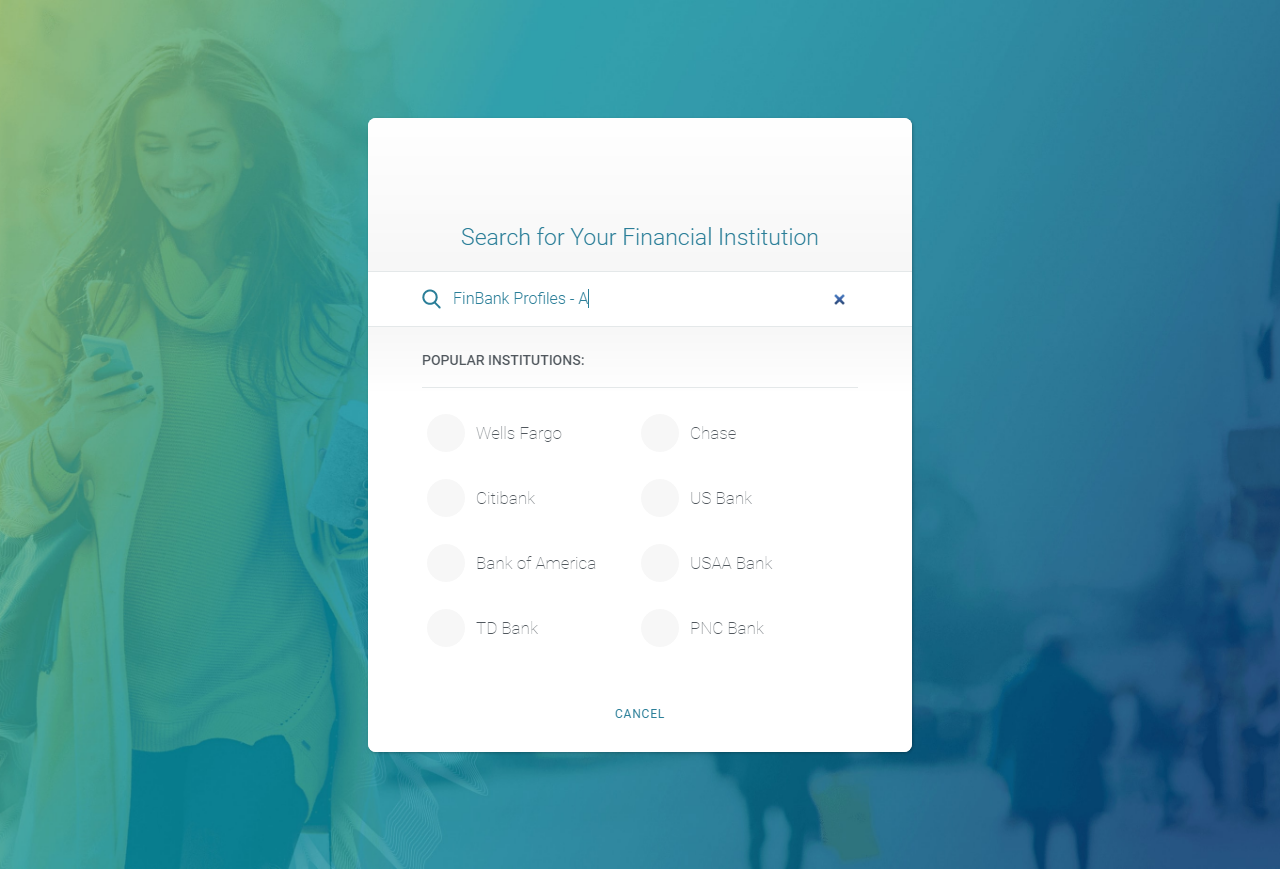 Search for Your Financial Institution
FinBank Profiles - A
POPULAR INSTITUTIONS:
Wells Fargo
Chase
Citibank
US Bank
Bank of America
USAA Bank
TD Bank
PNC Bank
CANCEL